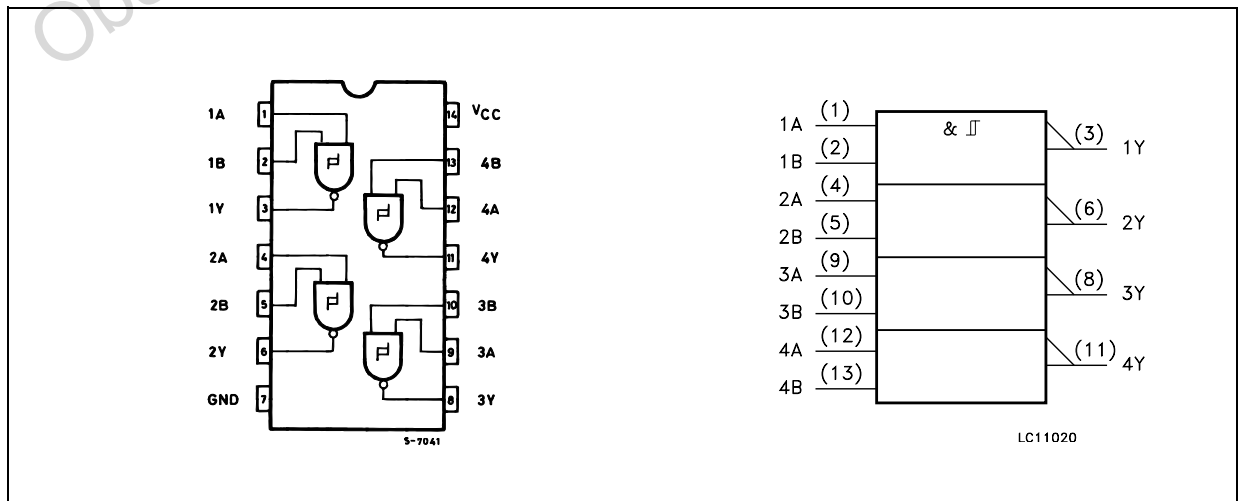 Obs
1A 1 14 VCC
1B 2 13 4B
1Y 3 12 4A
2A 4 11 4Y
2B 5 10 3B
2Y 6 9 3A
GND 7 8 3Y
S-7041
1A (1) & (3) 1Y
1B (2)
2A (4) (6) 2Y
2B (5)
3A (9) (8) 3Y
3B (10)
4A (12) (11) 4Y
4B (13)
LC11020